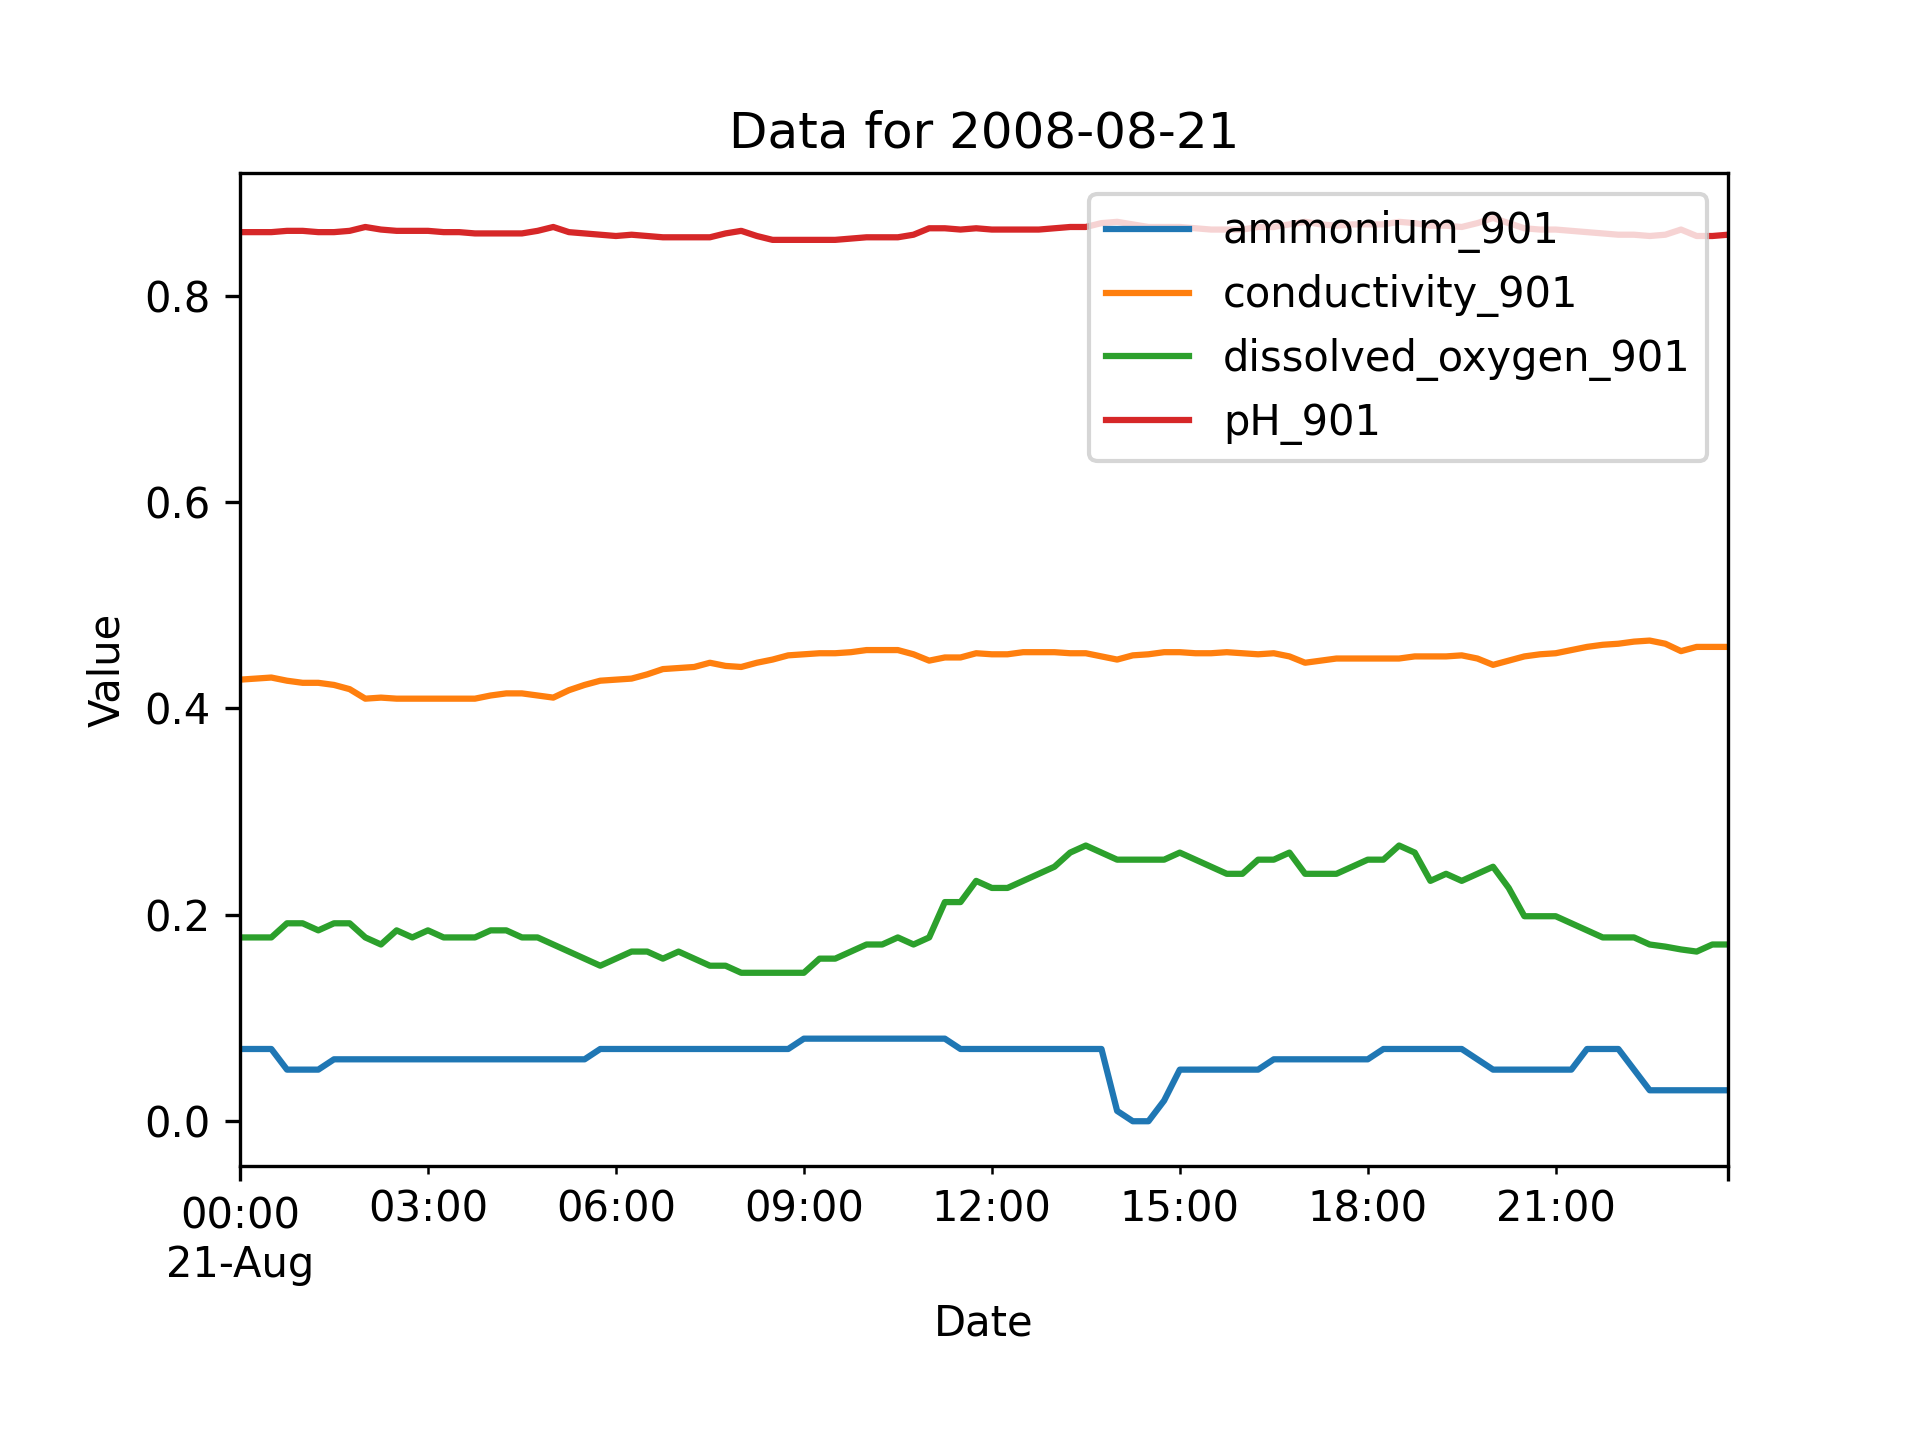 Data for 2008-08-21
ammonium_901
conductivity_901
dissolved_oxygen_901
pH_901
Value
0.8
0.6
0.4
0.2
0.0
00:00 03:00 06:00 09:00 12:00 15:00 18:00 21:00
21-Aug
Date